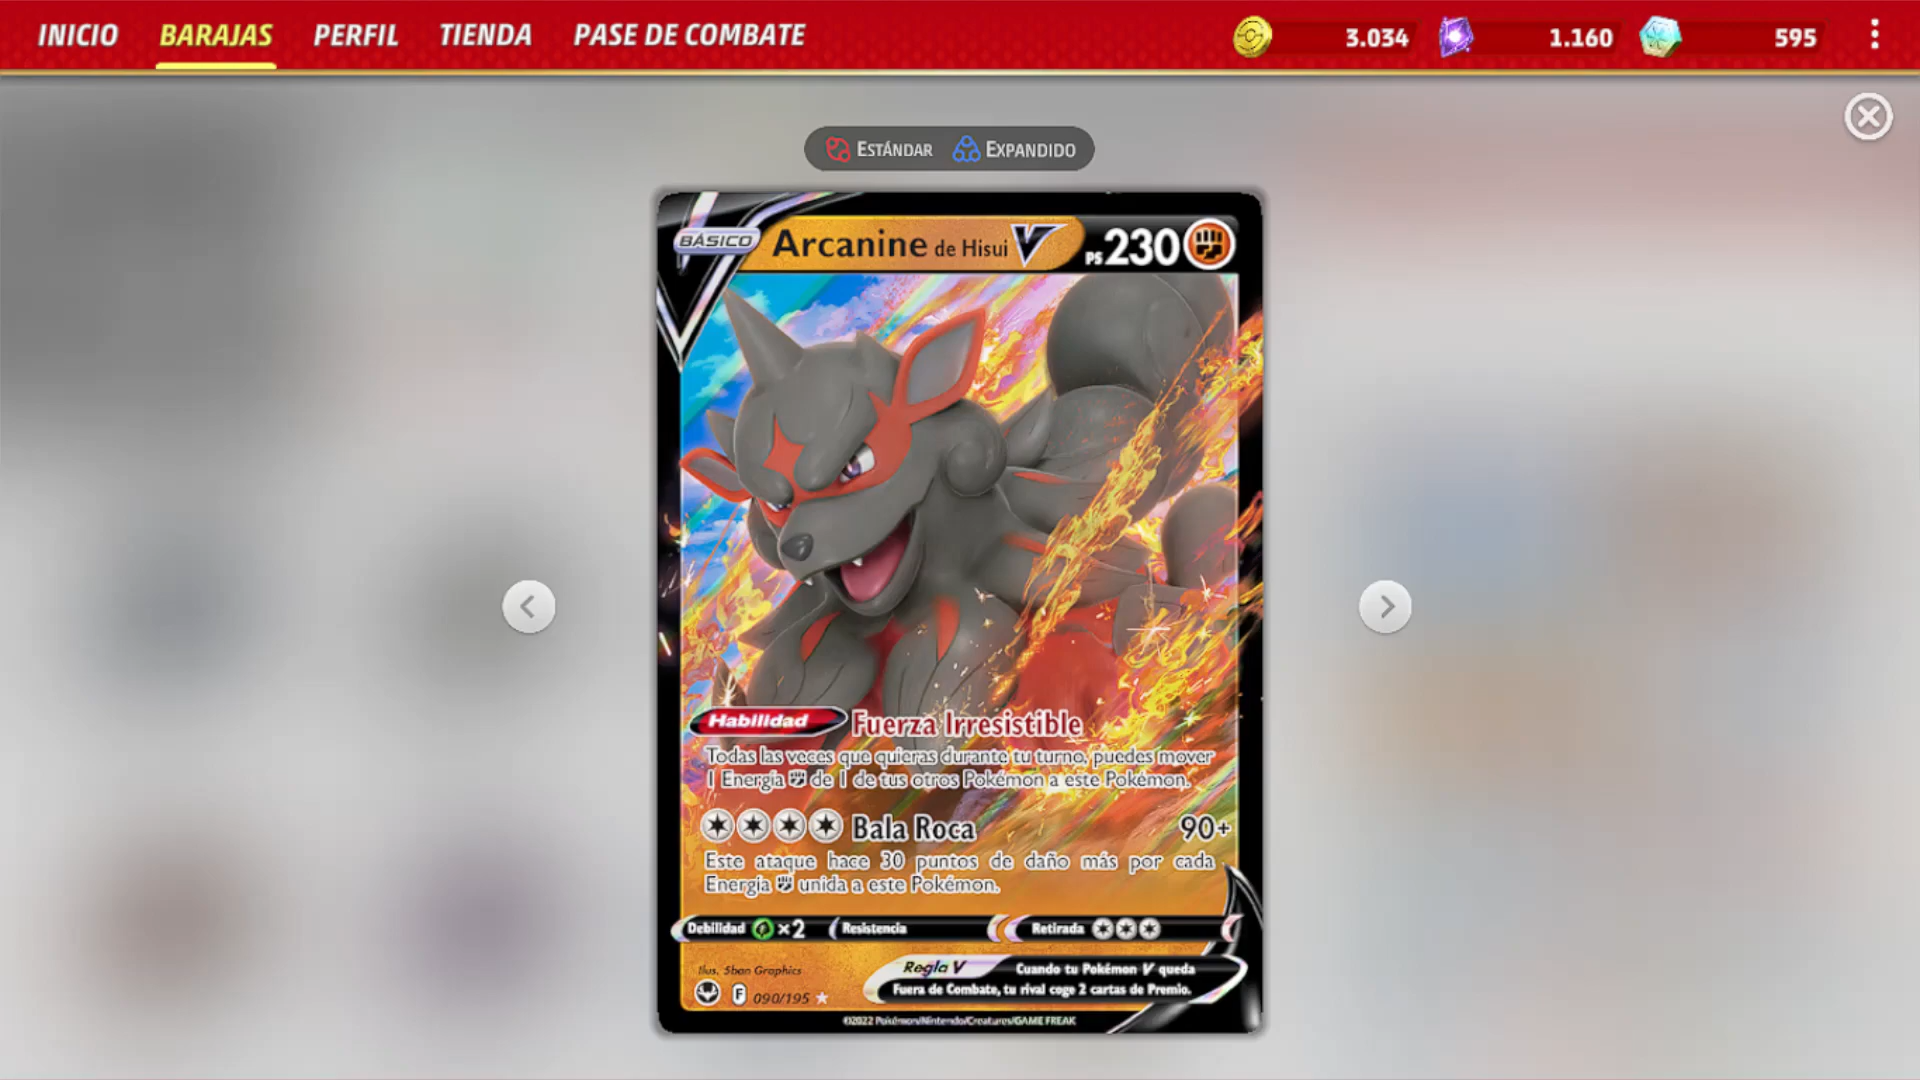 INICIO BARAJAS PERFIL TIENDA PASE DE COMBATE 3.034 1.160 595
ESTÁNDAR EXPANDIDO
BÁSICO Arcanine de Hisui V PS 230
Habilidad Fuerza Irresistible
Todas las veces que quieras durante tu turno, puedes mover
1 Energía de 1 de tus otros Pokémon a este Pokémon.
Bala Roca 90+
Este ataque hace 30 puntos de daño más por cada
Energía unida a este Pokémon.
Debilidad ×2 Resistencia Retirada
Ilus. 5ban Graphics
Regla V Cuando tu Pokémon V queda
Fuera de Combate, tu rival coge 2 cartas de Premio.
F 090/195
©2022 Pokémon/Nintendo/Creatures/GAME FREAK